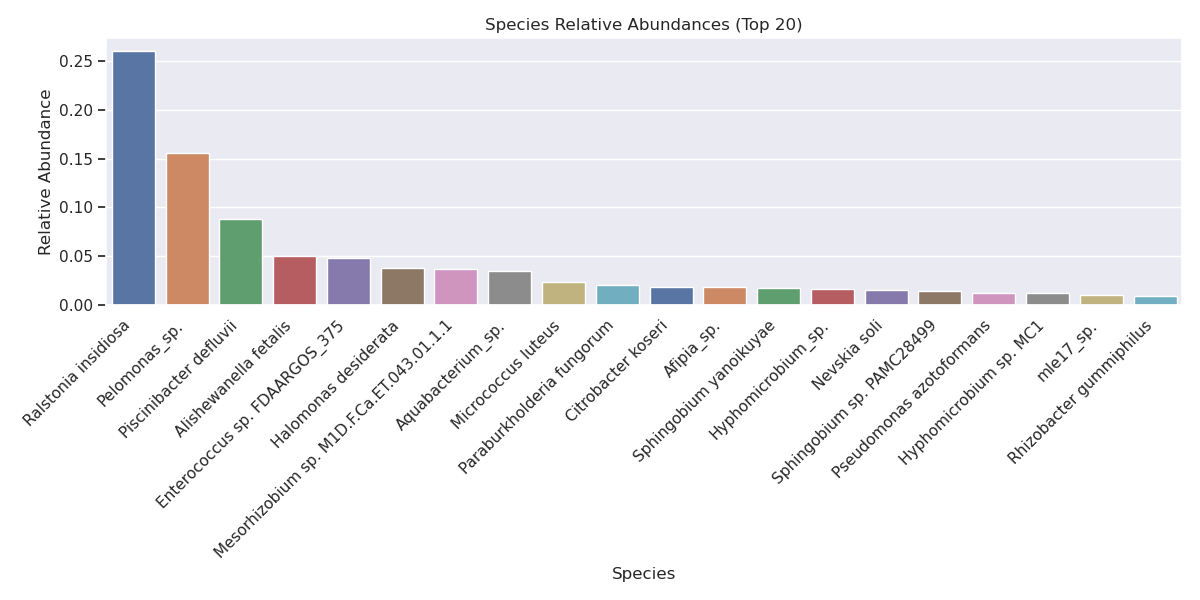 Species Relative Abundances (Top 20)
Relative Abundance
0.25
0.20
0.15
0.10
0.05
0.00
Ralstonia insidiosa
Pelomonas_sp.
Piscinibacter defluvii
Alishewanella fetalis
Enterococcus sp. FDAARGOS_375
Halomonas desiderata
Mesorhizobium sp. M1D.F.Ca.ET.043.01.1.1
Aquabacterium_sp.
Micrococcus luteus
Paraburkholderia fungorum
Citrobacter koseri
Afipia_sp.
Sphingobium yanoikuyae
Hyphomicrobium_sp.
Nevskia soli
Sphingobium sp. PAMC28499
Pseudomonas azotoformans
Hyphomicrobium sp. MC1
mle17_sp.
Rhizobacter gummiphilus
Species